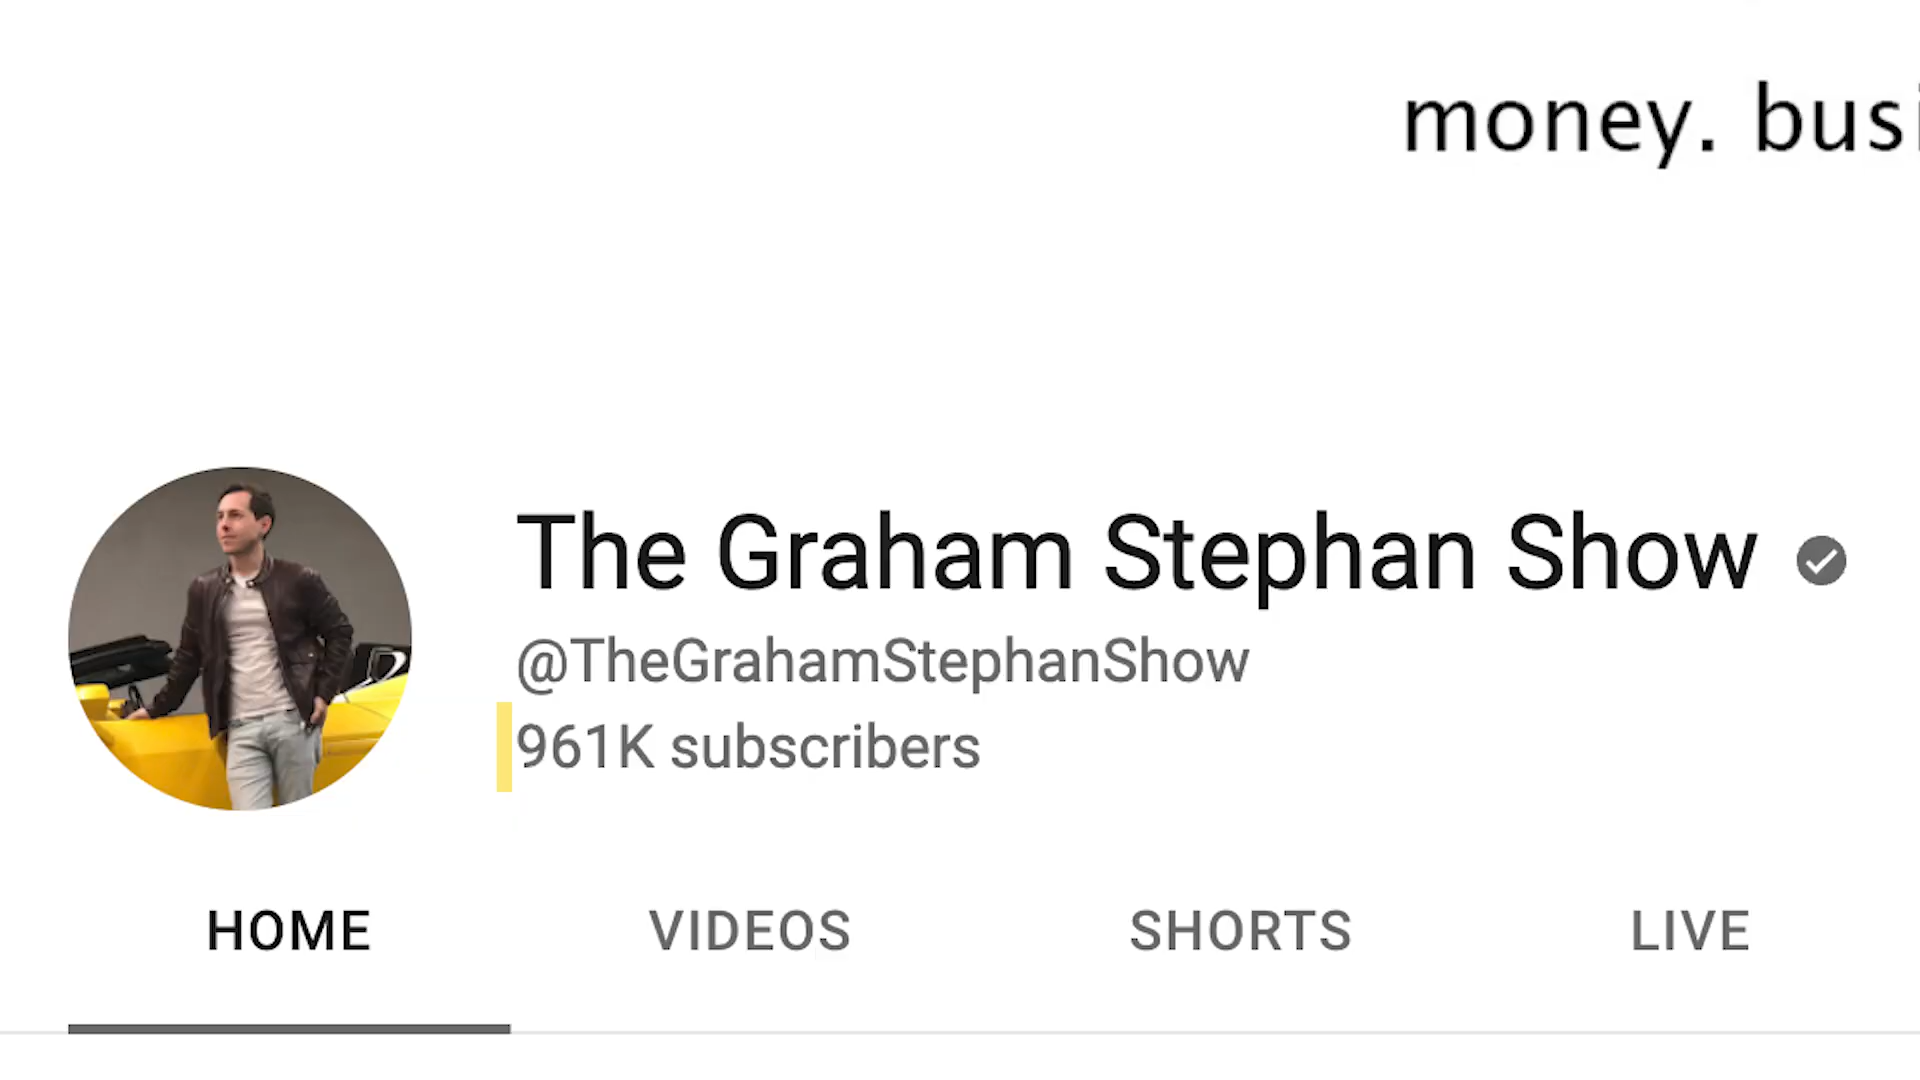 money. busi
The Graham Stephan Show
@TheGrahamStephanShow
961K subscribers
HOME VIDEOS SHORTS LIVE